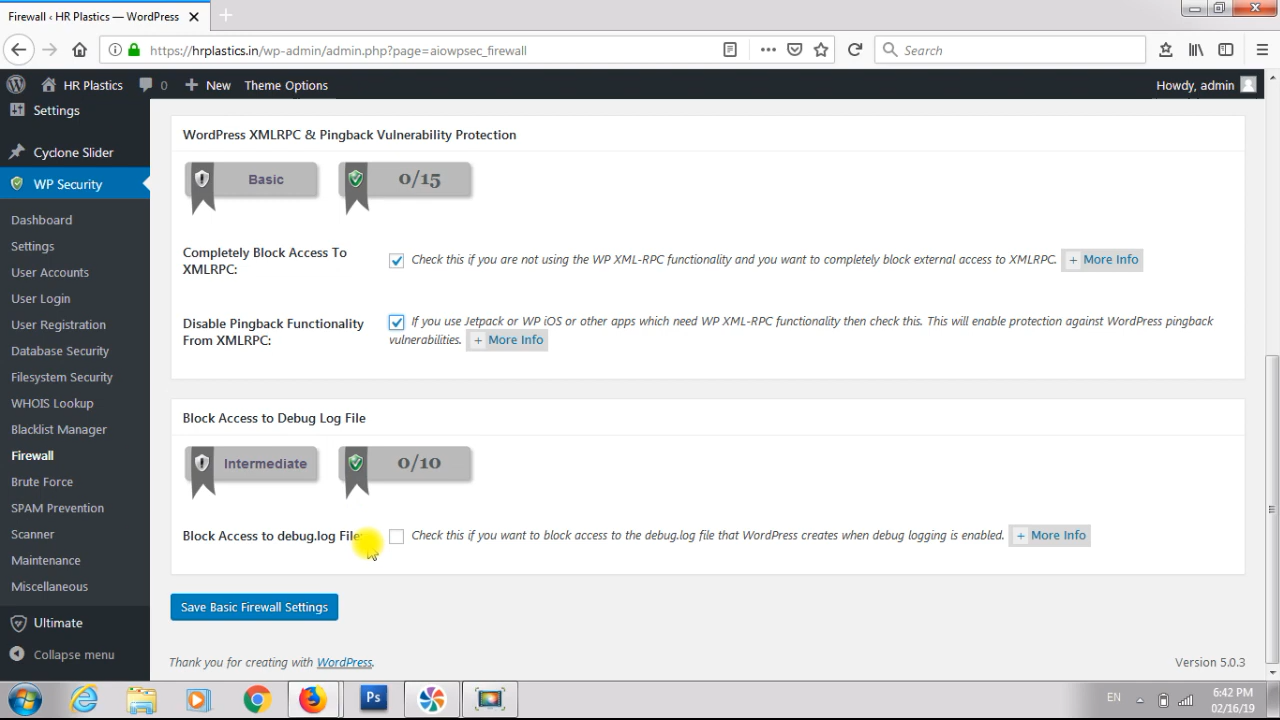 Firewall ‹ HR Plastics — WordPress
https://hrplastics.in/wp-admin/admin.php?page=aiowpsec_firewall
Search
HR Plastics
0
New
Theme Options
Howdy, admin
Settings
Cyclone Slider
WP Security
Dashboard
Settings
User Accounts
User Login
User Registration
Database Security
Filesystem Security
WHOIS Lookup
Blacklist Manager
Firewall
Brute Force
SPAM Prevention
Scanner
Maintenance
Miscellaneous
Ultimate
Collapse menu
WordPress XMLRPC & Pingback Vulnerability Protection
Basic
0/15
Completely Block Access To
XMLRPC:
Check this if you are not using the WP XML-RPC functionality and you want to completely block external access to XMLRPC.
+ More Info
Disable Pingback Functionality
From XMLRPC:
If you use Jetpack or WP iOS or other apps which need WP XML-RPC functionality then check this. This will enable protection against WordPress pingback
vulnerabilities.
+ More Info
Block Access to Debug Log File
Intermediate
0/10
Block Access to debug.log File:
Check this if you want to block access to the debug.log file that WordPress creates when debug logging is enabled.
+ More Info
Save Basic Firewall Settings
Thank you for creating with WordPress.
Version 5.0.3
Ps
EN
6:42 PM
02/16/19